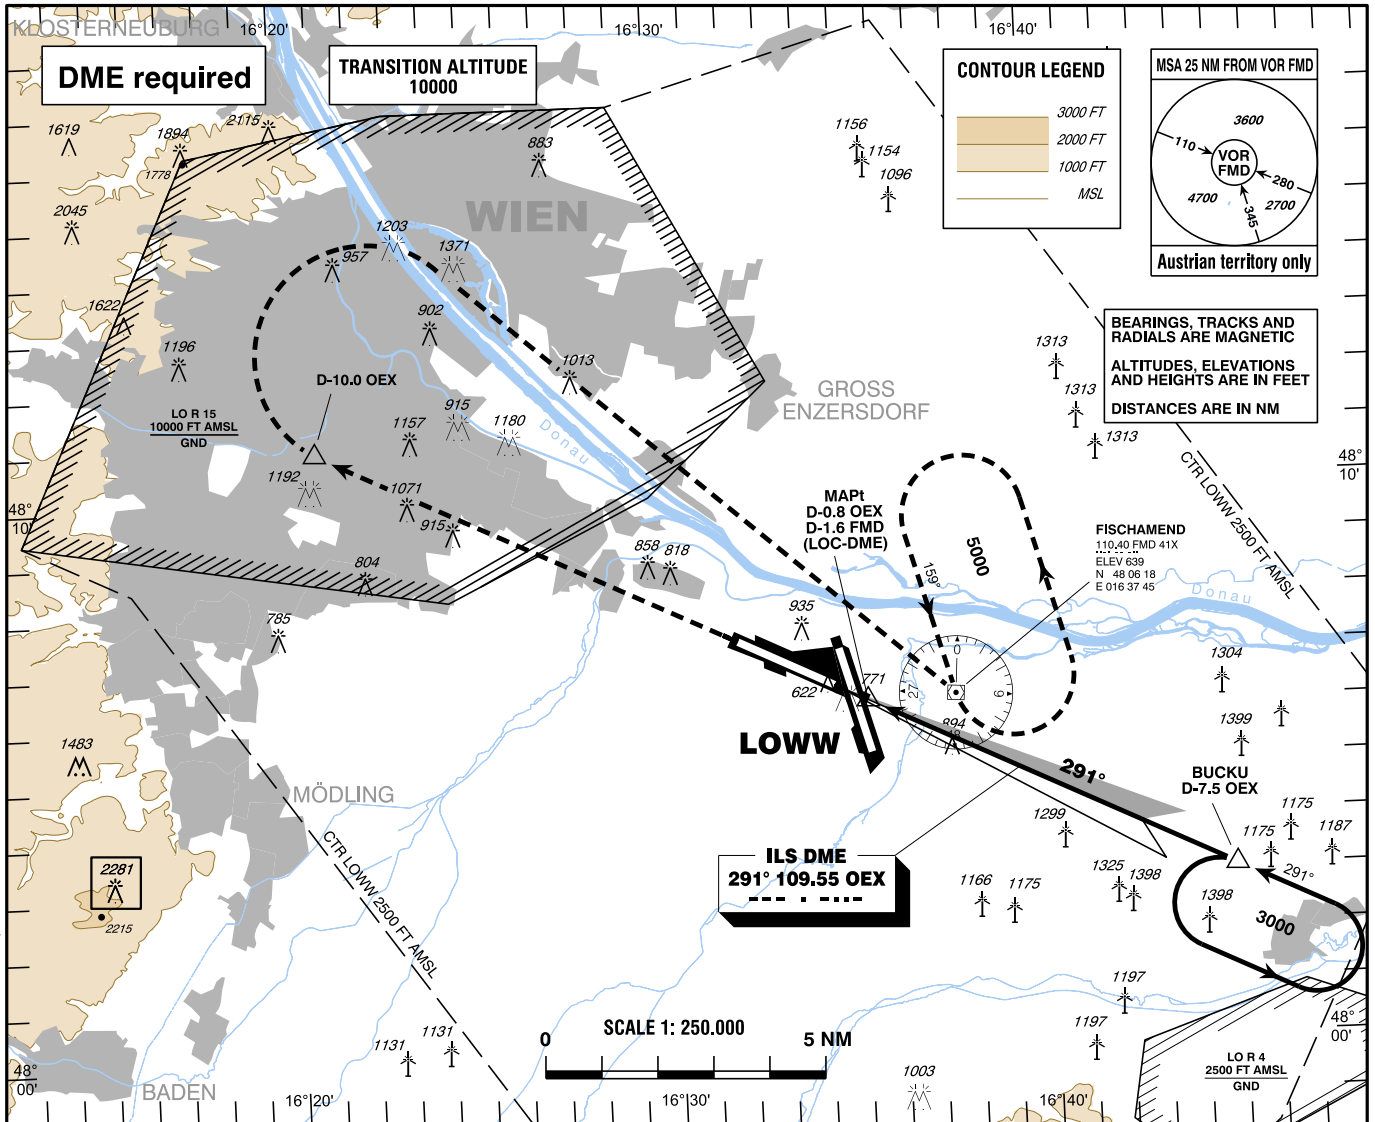 KLOSTERNEUBURG
16°20'
16°30'
16°40'
DME required
TRANSITION ALTITUDE
10000
CONTOUR LEGEND
3000 FT
2000 FT
1000 FT
MSL
MSA 25 NM FROM VOR FMD
3600
110
VOR
FMD
280
4700
2700
345
Austrian territory only
1619
1894
2115
1778
883
1156
1154
1096
2045
WIEN
1203
1371
957
1622
902
BEARINGS, TRACKS AND
RADIALS ARE MAGNETIC
ALTITUDES, ELEVATIONS
AND HEIGHTS ARE IN FEET
DISTANCES ARE IN NM
1313
1196
1013
D-10.0 OEX
GROSS
ENZERSDORF
1313
LO R 15
10000 FT AMSL
GND
1157
915
1180
Donau
1313
48°
10'
CTR LOWW 2500 FT AMSL
1192
1071
MAPt
D-0.8 OEX
D-1.6 FMD
(LOC-DME)
48°
10'
915
5000
FISCHAMEND
110,40 FMD 41X
ELEV 639
N 48 06 18
E 016 37 45
804
858
818
159°
Donau
785
935
1304
0
622
771
27
9
894
18
1399
1483
LOWW
291°
BUCKU
D-7.5 OEX
MÖDLING
1175
1299
1175
1187
CTR LOWW 2500 FT AMSL
ILS DME
291° 109.55 OEX
2281
291°
1166
1175
1325
1398
1398
3000
2215
1197
SCALE 1: 250.000
0
5 NM
1197
48°
00'
1131
1131
LO R 4
2500 FT AMSL
GND
48°
00'
1003
BADEN
16°20'
16°30'
16°40'